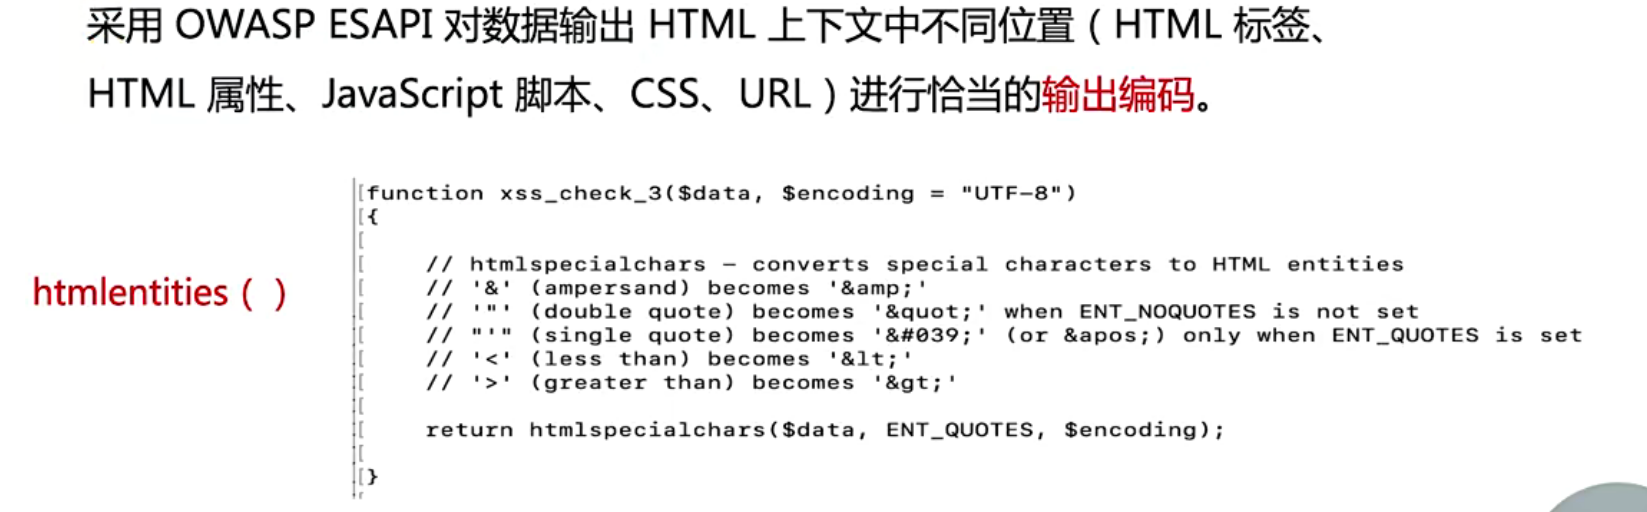 采用 OWASP ESAPI 对数据输出 HTML 上下文中不同位置（HTML 标签、
HTML 属性、JavaScript 脚本、CSS、URL）进行恰当的输出编码。
htmlentities（ ）
[function xss_check_3($data, $encoding = "UTF-8")
[{
[
[    // htmlspecialchars – converts special characters to HTML entities
[    // '&' (ampersand) becomes '&amp;'
[    // '"' (double quote) becomes '&quot;' when ENT_NOQUOTES is not set
[    // "'" (single quote) becomes '&#039;' (or &apos;) only when ENT_QUOTES is set
[    // '<' (less than) becomes '&lt;'
[    // '>' (greater than) becomes '&gt;'
[
[    return htmlspecialchars($data, ENT_QUOTES, $encoding);
[
[}